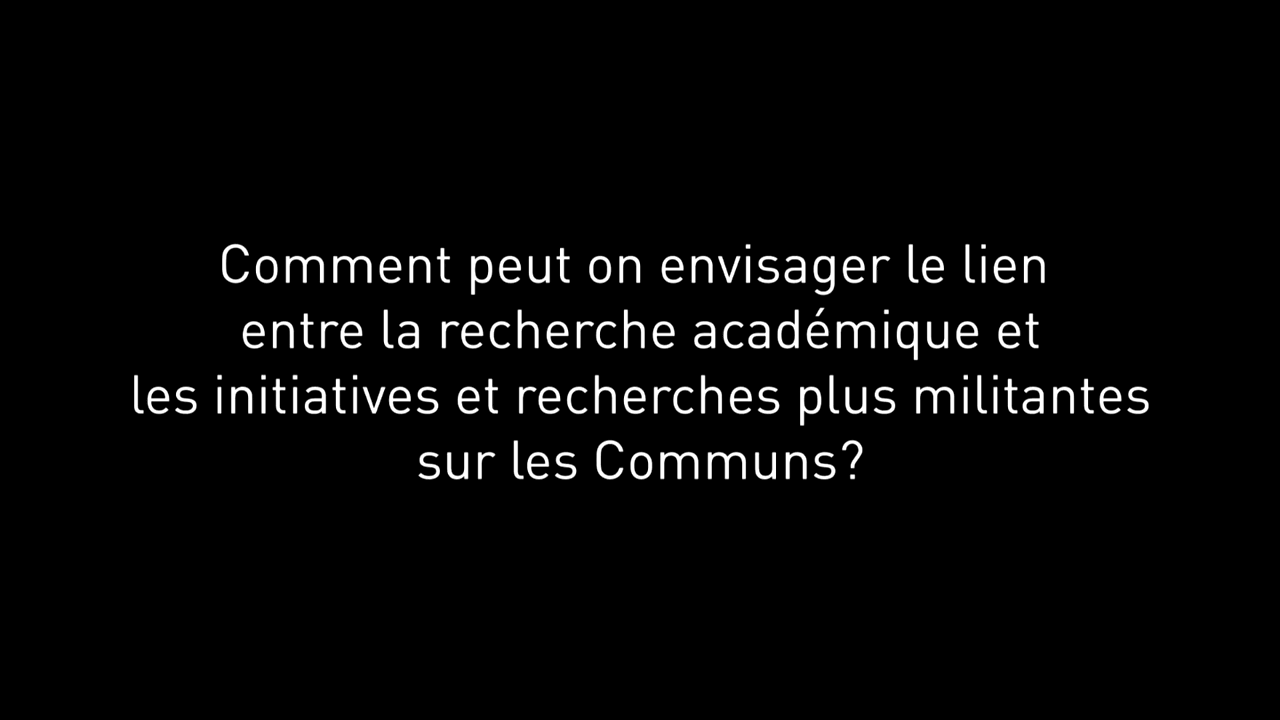 Comment peut on envisager le lien
entre la recherche académique et
les initiatives et recherches plus militantes
sur les Communs?